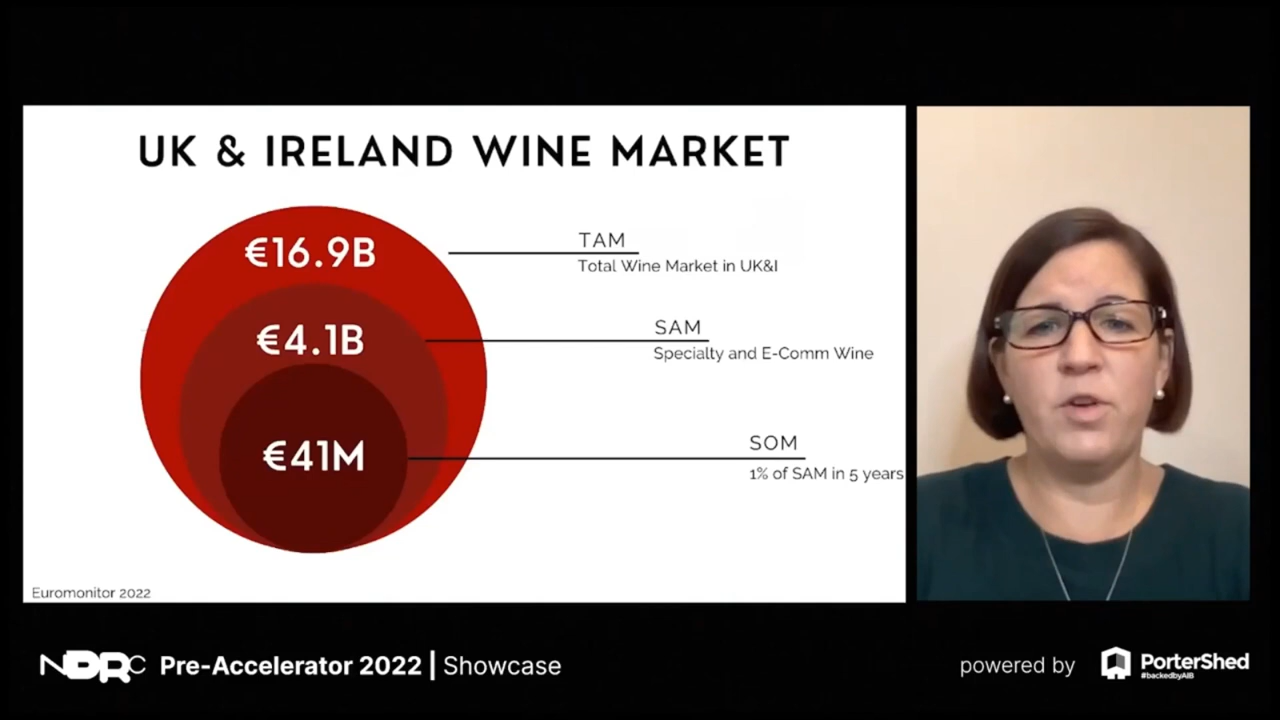 UK & IRELAND WINE MARKET
€16.9B
TAM
Total Wine Market in UK&I
€4.1B
SAM
Specialty and E-Comm Wine
€41M
SOM
1% of SAM in 5 years
Euromonitor 2022
NDRC Pre-Accelerator 2022 | Showcase
powered by PorterShed
#backedbyAIB